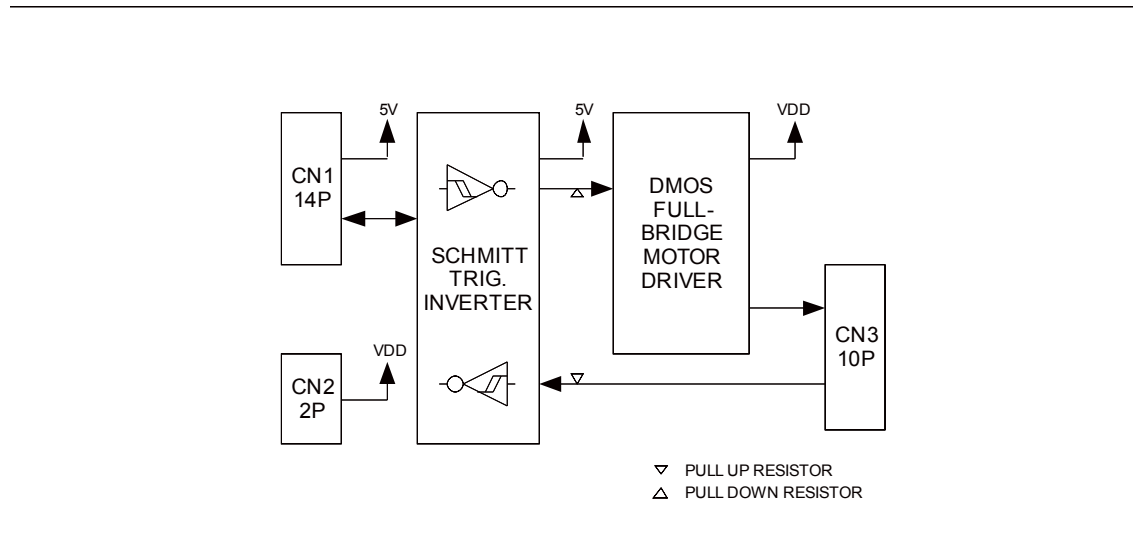 5V
5V
VDD
CN1
14P
DMOS
FULL-
BRIDGE
MOTOR
DRIVER
SCHMITT
TRIG.
INVERTER
CN3
10P
VDD
CN2
2P
PULL UP RESISTOR
PULL DOWN RESISTOR